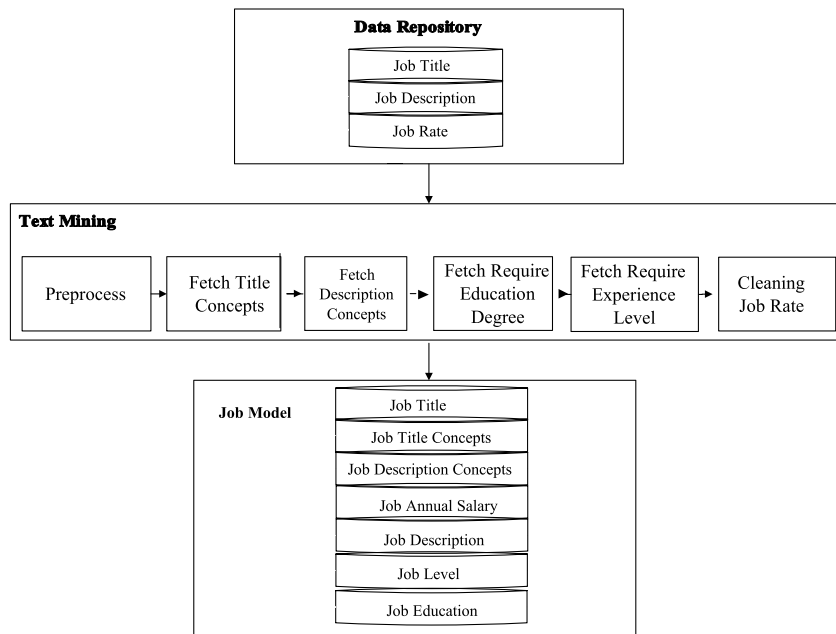 Data Repository
Job Title
Job Description
Job Rate
Text Mining
Preprocess
Fetch Title
Concepts
Fetch
Description
Concepts
Fetch Require
Education
Degree
Fetch Require
Experience
Level
Cleaning
Job Rate
Job Model
Job Title
Job Title Concepts
Job Description Concepts
Job Annual Salary
Job Description
Job Level
Job Education